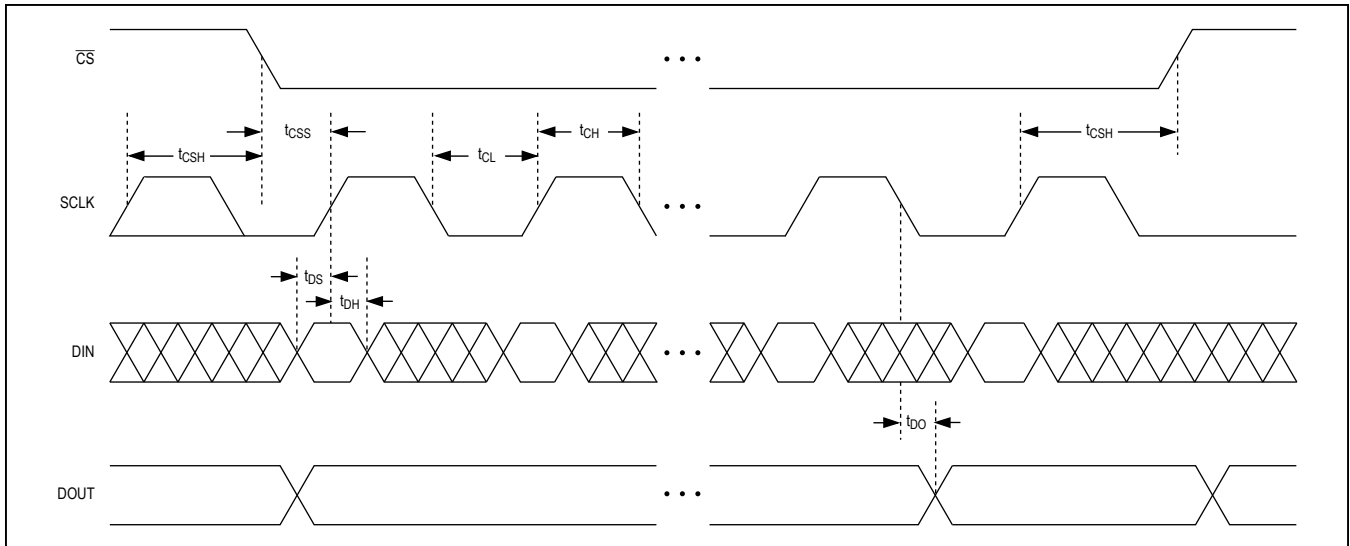 CS
tCSS
tCH
tCSH
tCL
tCSH
SCLK
tDS
tDH
DIN
tDO
DOUT